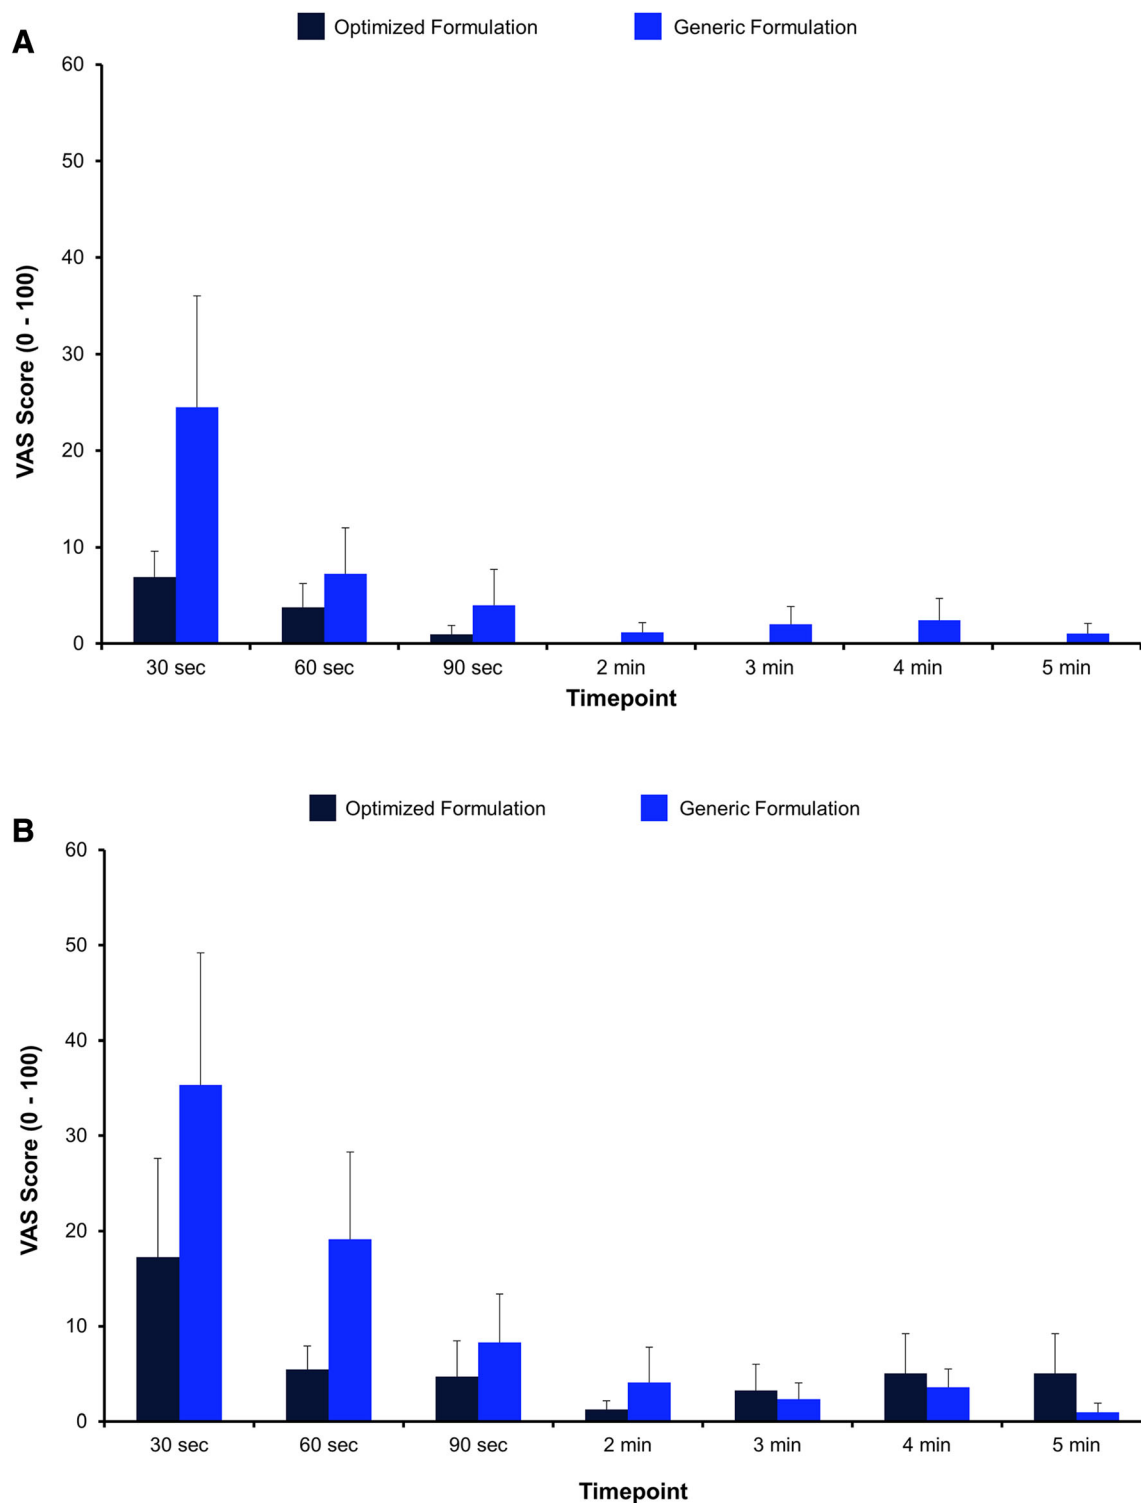 A
Optimized Formulation Generic Formulation
60
50
40
30
20
10
0
VAS Score (0 - 100)
30 sec 60 sec 90 sec 2 min 3 min 4 min 5 min
Timepoint
B
Optimized Formulation Generic Formulation
60
50
40
30
20
10
0
VAS Score (0 - 100)
30 sec 60 sec 90 sec 2 min 3 min 4 min 5 min
Timepoint